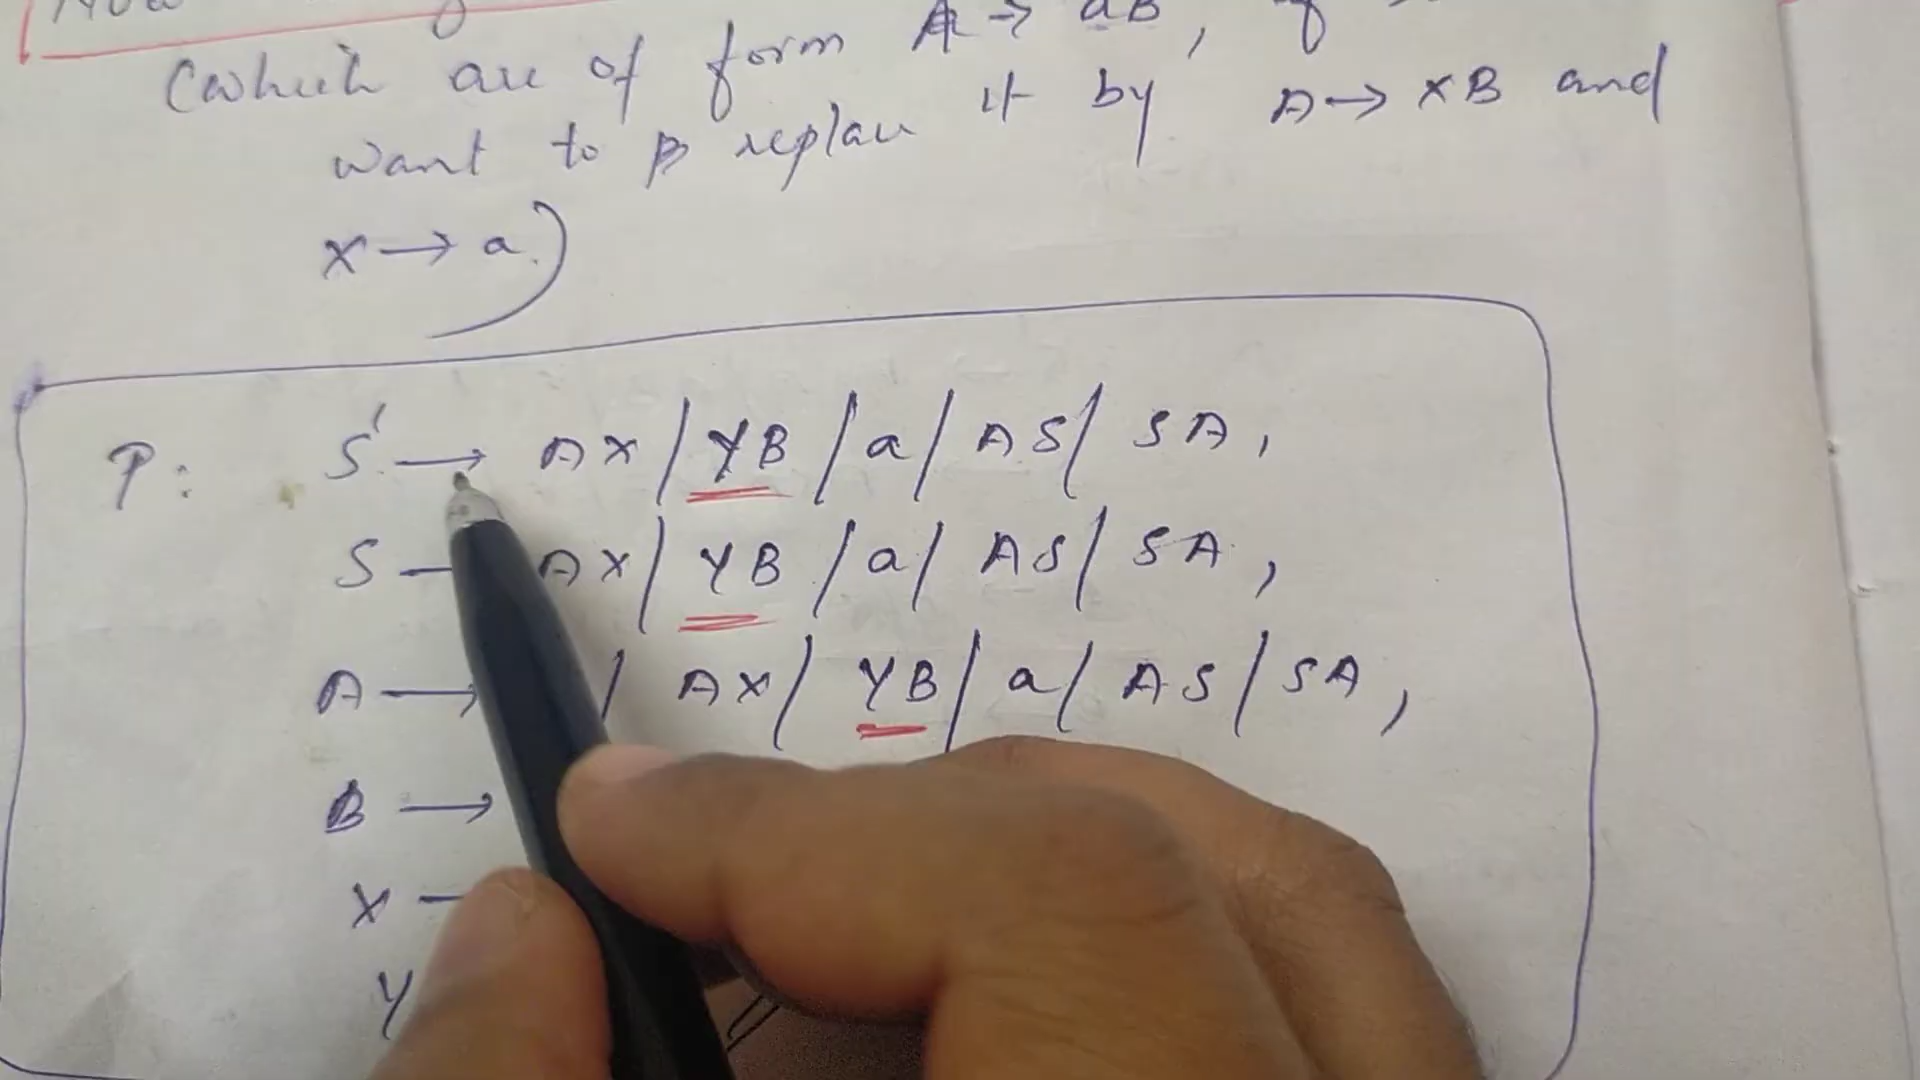 (which are of form A → aB, if
want to replace it by A → XB and
X → a.)
P: S' → AX / YB / a / AS / SA,
S → AX / YB / a / AS / SA,
A → / AX / YB / a / AS / SA,
B →
X
Y